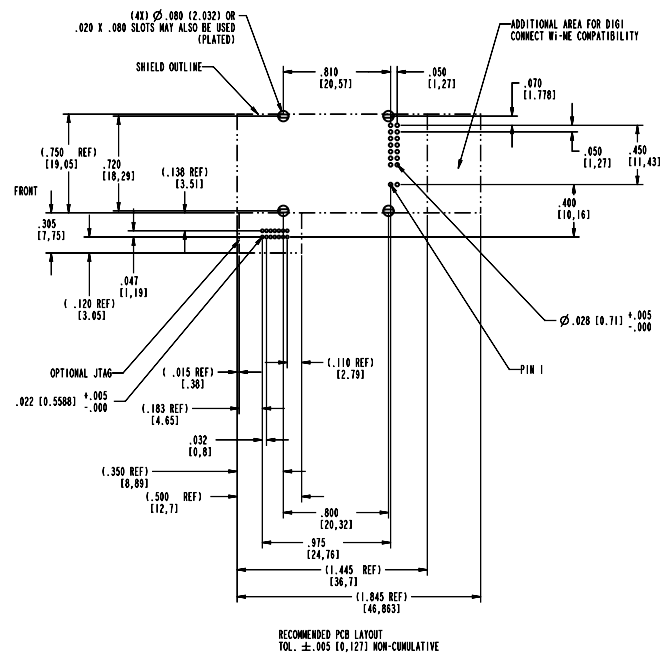 (4X) Ø.080 (2.032) OR
.020 X .080 SLOTS MAY ALSO BE USED
(PLATED)
ADDITIONAL AREA FOR DIGI
CONNECT Wi-ME COMPATIBILITY
SHIELD OUTLINE
.810
[20,57]
.050
[1,27]
.070
[1.778]
(.750 REF)
[19,05]
.720
[18,29]
(.138 REF)
[3.51]
.050
[1,27]
.450
[11,43]
FRONT
.305
[7,75]
.400
[10,16]
.047
[1,19]
(.120 REF)
[3.05]
Ø.028 [0.71] +.005
-.000
OPTIONAL JTAG
(.015 REF)
[.38]
(.110 REF)
[2.79]
PIN 1
.022 [0.5588] +.005
-.000
(.183 REF)
[4.65]
.032
[0,8]
(.350 REF)
[8,89]
(.500 REF)
[12,7]
.800
[20,32]
.975
[24,76]
(1.445 REF)
[36,7]
(1.845 REF)
[46,863]
RECOMMENDED PCB LAYOUT
TOL. ±.005 [0,127] NON-CUMULATIVE